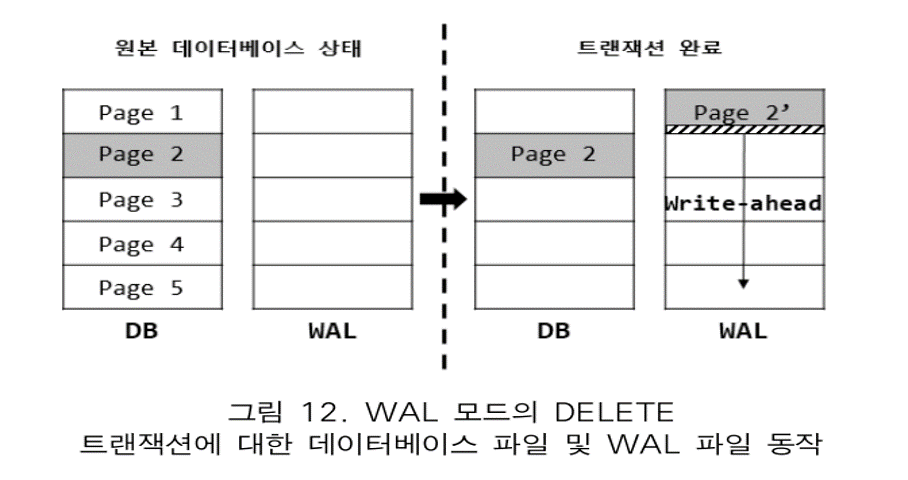 원본 데이터베이스 상태
트랜잭션 완료
Page 1
Page 2
Page 3
Page 4
Page 5
DB
WAL
Page 2
DB
Page 2’
Write-ahead
WAL
그림 12. WAL 모드의 DELETE
트랜잭션에 대한 데이터베이스 파일 및 WAL 파일 동작